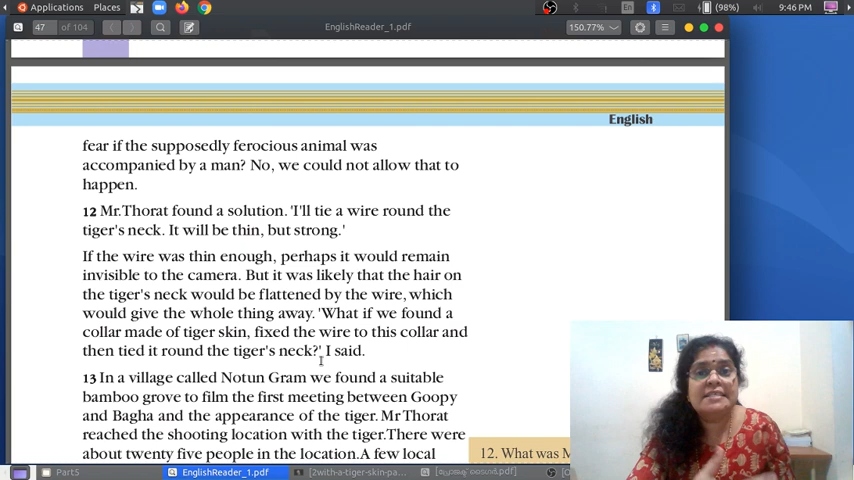 Applications Places En (98%) 9:46 PM
47 of 104 EnglishReader_1.pdf 150.77%
English
fear if the supposedly ferocious animal was
accompanied by a man? No, we could not allow that to
happen.
12 Mr.Thorat found a solution. 'I'll tie a wire round the
tiger's neck. It will be thin, but strong.'
If the wire was thin enough, perhaps it would remain
invisible to the camera. But it was likely that the hair on
the tiger's neck would be flattened by the wire, which
would give the whole thing away. 'What if we found a
collar made of tiger skin, fixed the wire to this collar and
then tied it round the tiger's neck?' I said.
13 In a village called Notun Gram we found a suitable
bamboo grove to film the first meeting between Goopy
and Bagha and the appearance of the tiger. Mr Thorat
reached the shooting location with the tiger.There were
about twenty five people in the location.A few local
12. What was M
Part5 EnglishReader_1.pdf [2with-a-tiger-skin-pa...